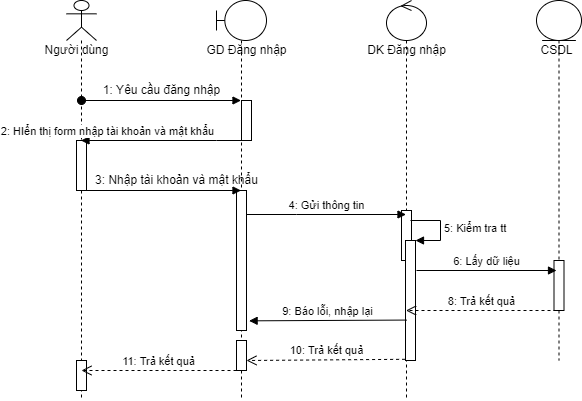 Người dùng
GD Đăng nhập
DK Đăng nhập
CSDL
1: Yêu cầu đăng nhập
2: HIển thị form nhập tài khoản và mật khẩu
3: Nhập tài khoản và mật khẩu
4: Gửi thông tin
5: Kiểm tra tt
6: Lấy dữ liệu
8: Trả kết quả
9: Báo lỗi, nhập lại
10: Trả kết quả
11: Trả kết quả